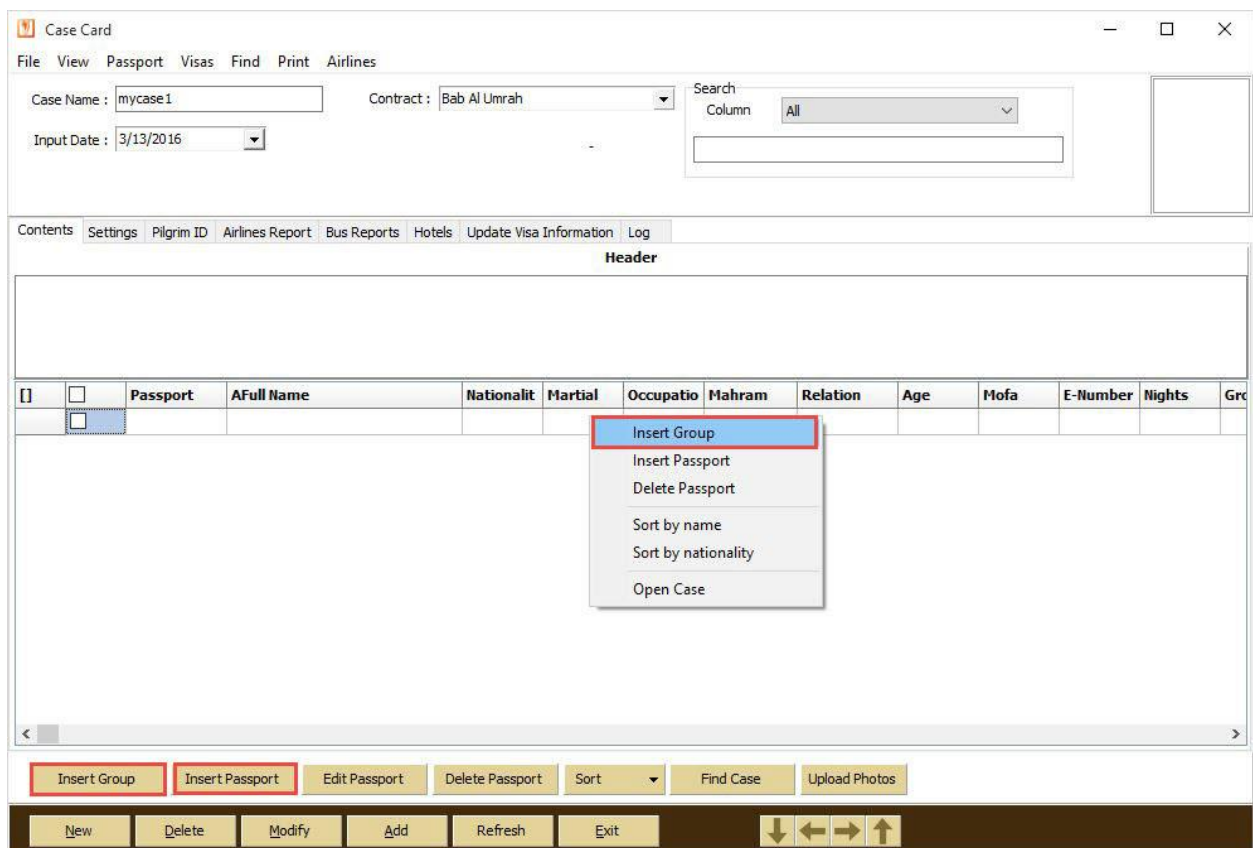 Case Card
File View Passport Visas Find Print Airlines
Case Name : mycase1 Contract : Bab Al Umrah Search
Column All
Input Date : 3/13/2016 -
Contents Settings Pilgrim ID Airlines Report Bus Reports Hotels Update Visa Information Log
Header
[] Passport AFull Name Nationalit Martial Occupatio Mahram Relation Age Mofa E-Number Nights Gro
Insert Group
Insert Passport
Delete Passport
Sort by name
Sort by nationality
Open Case
Insert Group Insert Passport Edit Passport Delete Passport Sort Find Case Upload Photos
New Delete Modify Add Refresh Exit